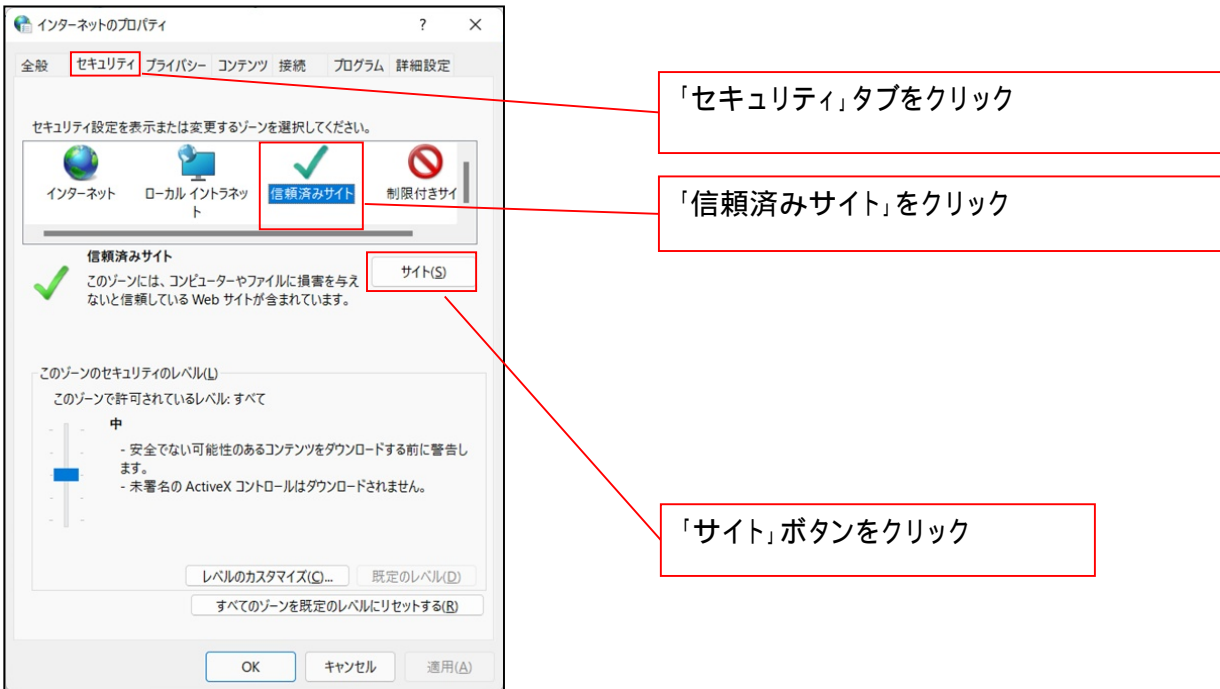 インターネットのプロパティ
? ×
全般 セキュリティ プライバシー コンテンツ 接続 プログラム 詳細設定
セキュリティ設定を表示または変更するゾーンを選択してください。
インターネット
ローカル イントラネッ
ト
信頼済みサイト
制限付きサイ
信頼済みサイト
このゾーンには、コンピューターやファイルに損害を与え
ないと信頼している Web サイトが含まれています。
サイト(S)
このゾーンのセキュリティのレベル(L)
このゾーンで許可されているレベル: すべて
中
- 安全でない可能性のあるコンテンツをダウンロードする前に警告し
ます。
- 未署名の ActiveX コントロールはダウンロードされません。
レベルのカスタマイズ(C)... 既定のレベル(D)
すべてのゾーンを既定のレベルにリセットする(R)
OK キャンセル 適用(A)
「セキュリティ」タブをクリック
「信頼済みサイト」をクリック
「サイト」ボタンをクリック